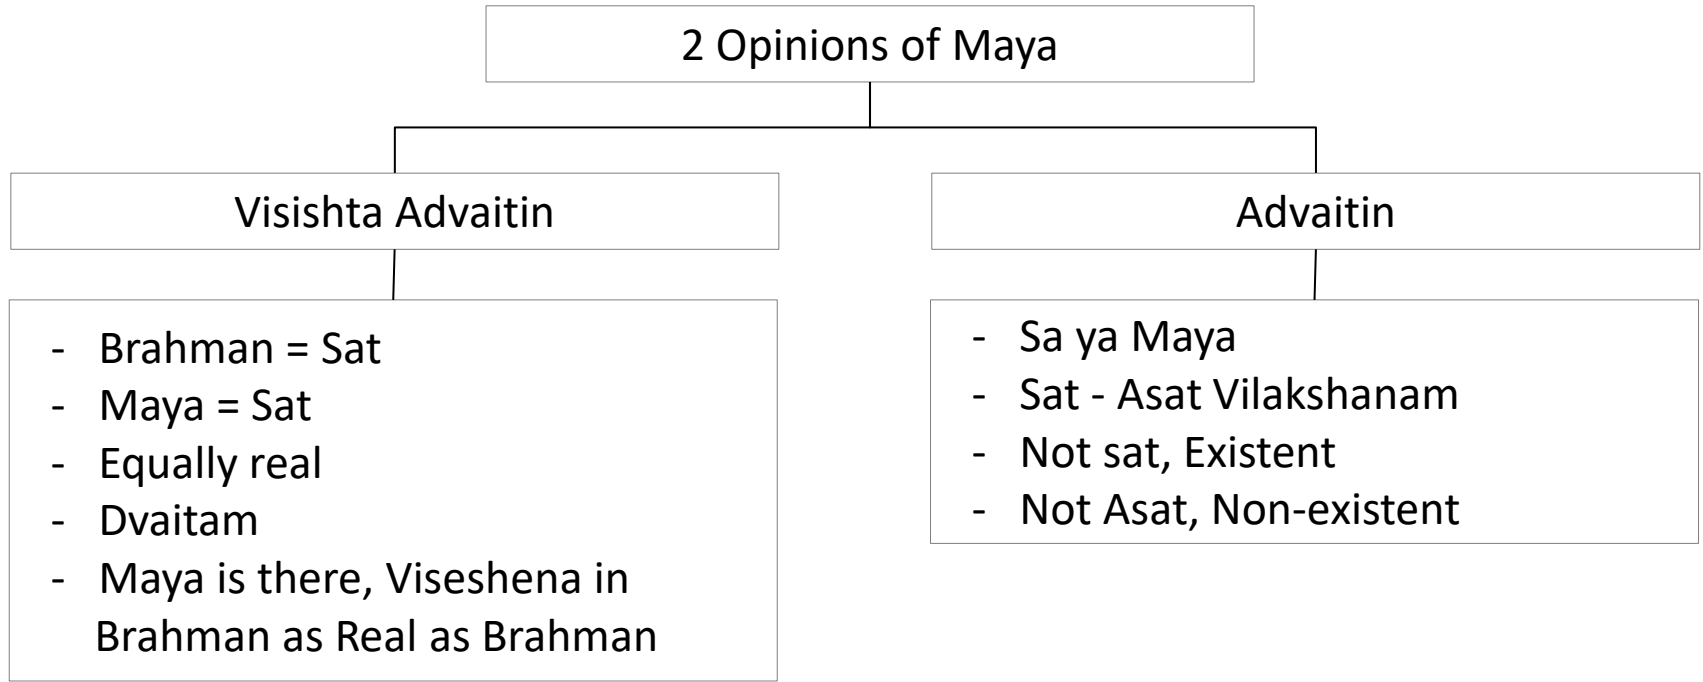 2 Opinions of Maya
Visishta Advaitin
- Brahman = Sat
- Maya = Sat
- Equally real
- Dvaitam
- Maya is there, Viseshena in
Brahman as Real as Brahman
Advaitin
- Sa ya Maya
- Sat - Asat Vilakshanam
- Not sat, Existent
- Not Asat, Non-existent